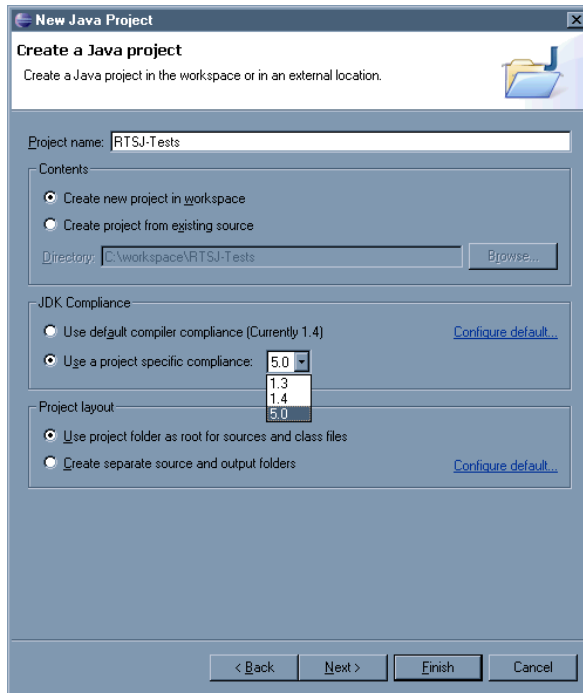 New Java Project
Create a Java project
Create a Java project in the workspace or in an external location.
Project name: RTSJ-Tests
Contents
Create new project in workspace
Create project from existing source
Directory: C:\workspace\RTSJ-Tests Browse...
JDK Compliance
Use default compiler compliance (Currently 1.4) Configure default...
Use a project specific compliance: 5.0
1.3
1.4
5.0
Project layout
Use project folder as root for sources and class files
Create separate source and output folders Configure default...
< Back Next > Finish Cancel